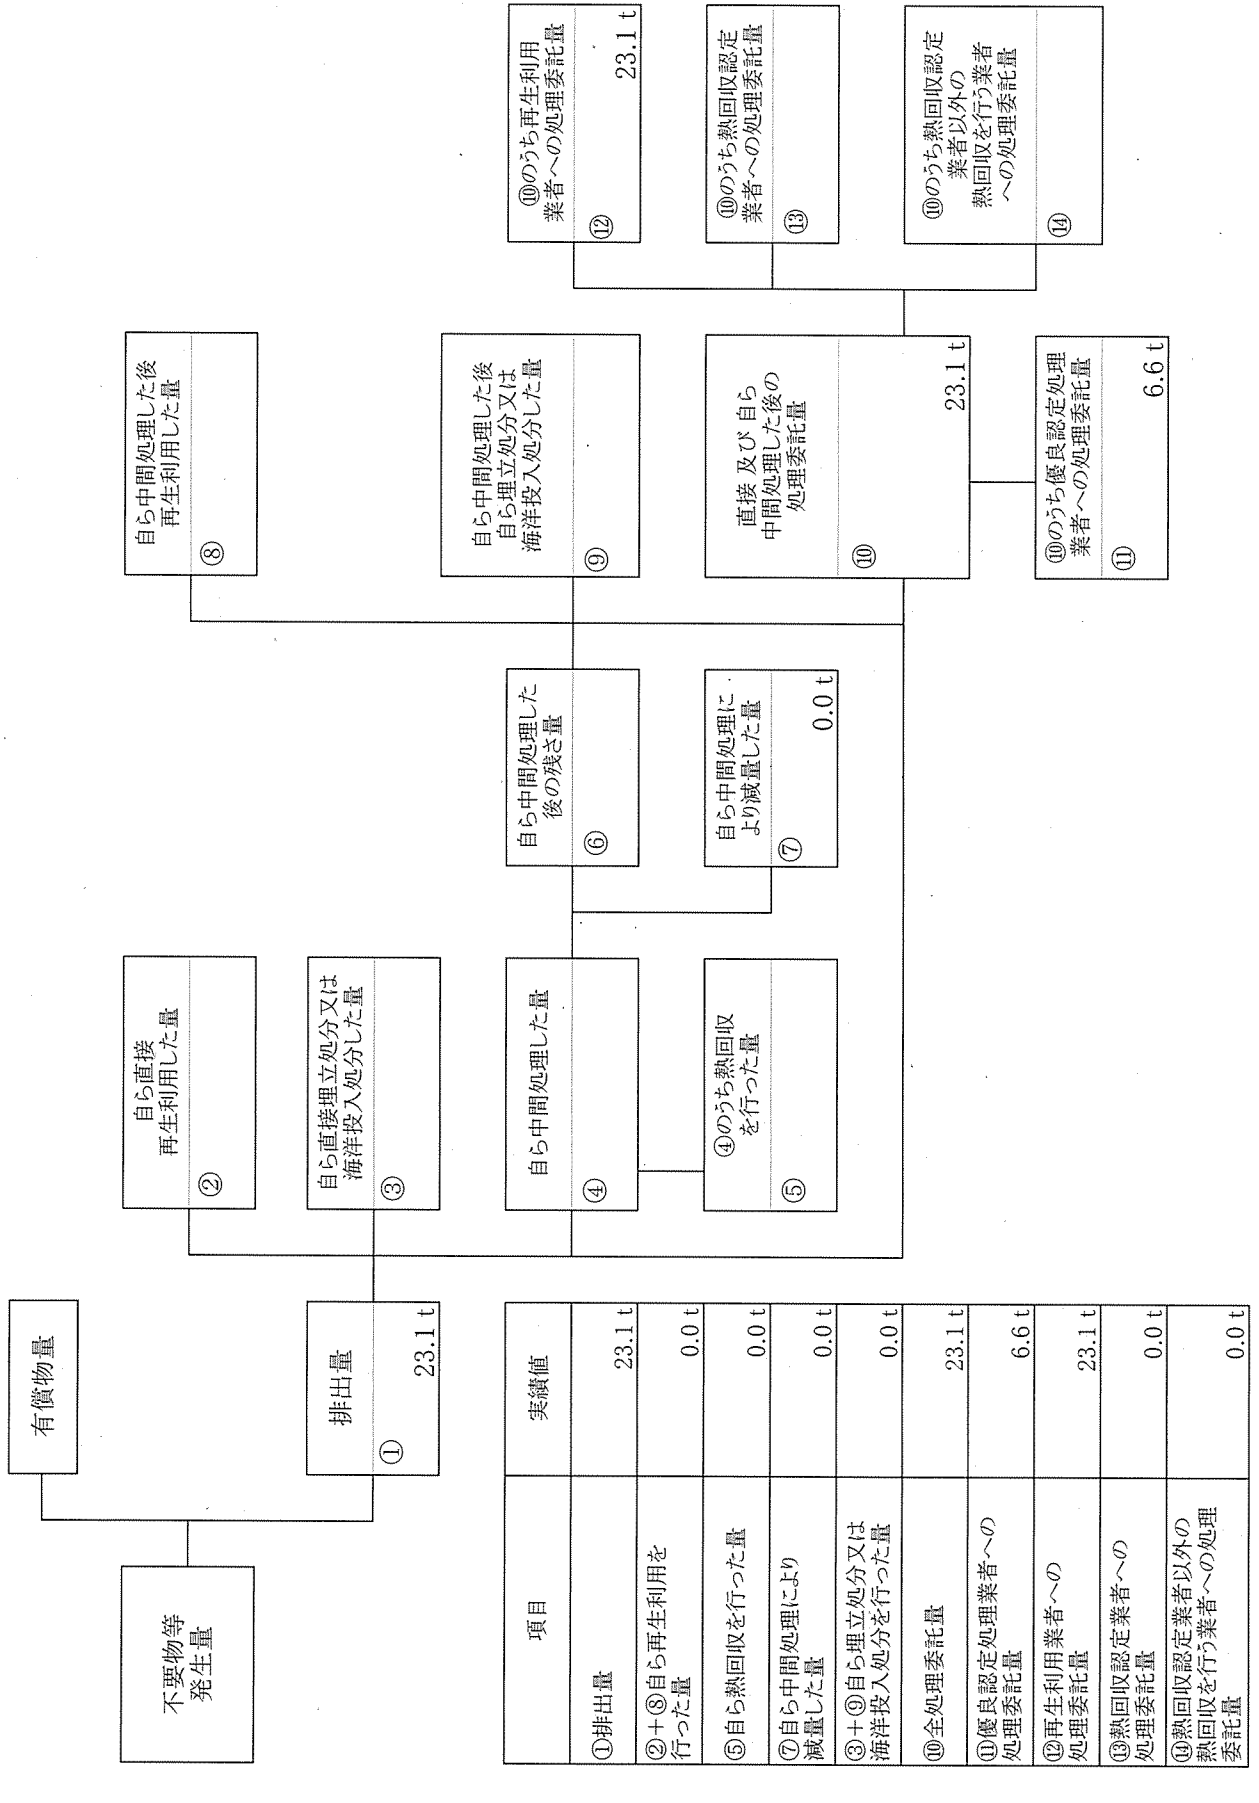 有償物量
不要物等
発生量
排出量
①
23.1 t
自ら直接
再生利用した量
②
自ら直接埋立処分又は
海洋投入処分した量
③
自ら中間処理した量
④
④のうち熱回収
を行った量
⑤
自ら中間処理した
後の残さ量
⑥
自ら中間処理に
より減量した量
⑦
0.0 t
自ら中間処理した後
再生利用した量
⑧
自ら中間処理した後
自ら埋立処分又は
海洋投入処分した量
⑨
直接 及び 自ら
中間処理した後の
処理委託量
⑩
23.1 t
⑩のうち優良認定処理
業者への処理委託量
⑪
6.6 t
⑩のうち再生利用
業者への処理委託量
⑫
23.1 t
⑩のうち熱回収認定
業者への処理委託量
⑬
⑩のうち熱回収認定
業者以外の
熱回収を行う業者
への処理委託量
⑭
項目 実績値
①排出量 23.1 t
②+⑧自ら再生利用を
行った量 0.0 t
⑤自ら熱回収を行った量 0.0 t
⑦自ら中間処理により
減量した量 0.0 t
③+⑨自ら埋立処分又は
海洋投入処分を行った量 0.0 t
⑩全処理委託量 23.1 t
⑪優良認定処理業者への
処理委託量 6.6 t
⑫再生利用業者への
処理委託量 23.1 t
⑬熱回収認定業者への
処理委託量 0.0 t
⑭熱回収認定業者以外の
熱回収を行う業者への処理
委託量 0.0 t